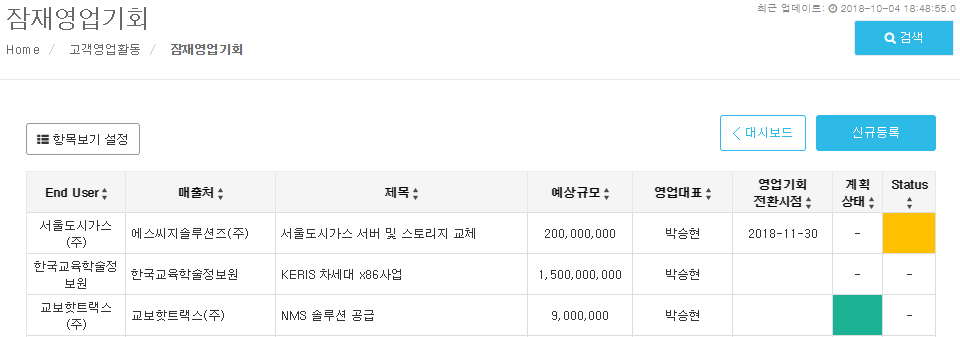 잠재영업기회
최근 업데이트: 2018-10-04 18:48:55.0
Home / 고객영업활동 / 잠재영업기회
검색
항목보기 설정
대시보드
신규등록
End User 매출처 제목 예상규모 영업대표 영업기회 전환시점 계획 상태 Status
서울도시가스(주) 에스씨지솔루션즈(주) 서울도시가스 서버 및 스토리지 교체 200,000,000 박승현 2018-11-30 -
한국교육학술정보원 한국교육학술정보원 KERIS 차세대 x86사업 1,500,000,000 박승현 - -
교보핫트랙스(주) 교보핫트랙스(주) NMS 솔루션 공급 9,000,000 박승현 -